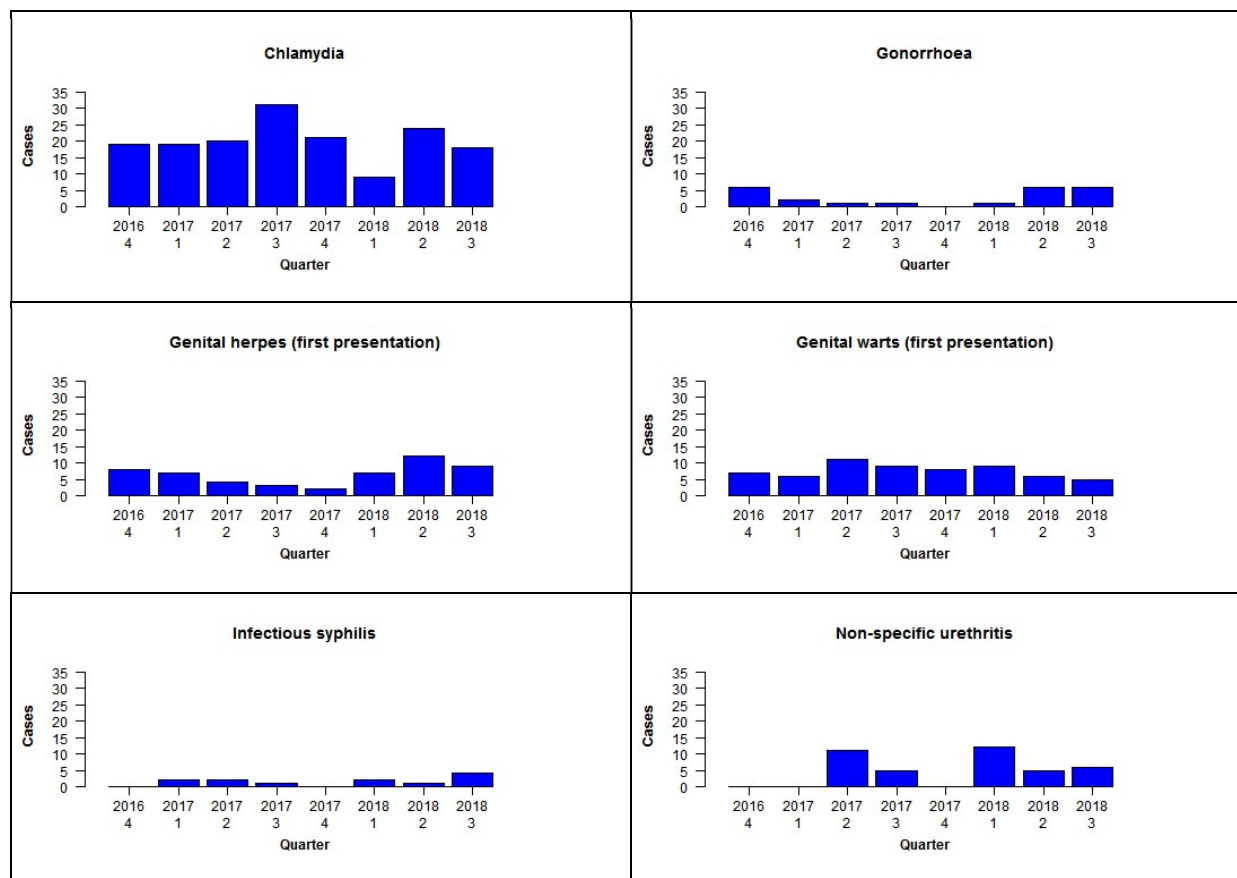 Chlamydia
35
30
25
20
15
10
5
0
Cases
2016 2017 2017 2017 2017 2018 2018 2018
4 1 2 3 4 1 2 3
Quarter
Gonorrhoea
35
30
25
20
15
10
5
0
Cases
2016 2017 2017 2017 2017 2018 2018 2018
4 1 2 3 4 1 2 3
Quarter
Genital herpes (first presentation)
35
30
25
20
15
10
5
0
Cases
2016 2017 2017 2017 2017 2018 2018 2018
4 1 2 3 4 1 2 3
Quarter
Genital warts (first presentation)
35
30
25
20
15
10
5
0
Cases
2016 2017 2017 2017 2017 2018 2018 2018
4 1 2 3 4 1 2 3
Quarter
Infectious syphilis
35
30
25
20
15
10
5
0
Cases
2016 2017 2017 2017 2017 2018 2018 2018
4 1 2 3 4 1 2 3
Quarter
Non-specific urethritis
35
30
25
20
15
10
5
0
Cases
2016 2017 2017 2017 2017 2018 2018 2018
4 1 2 3 4 1 2 3
Quarter